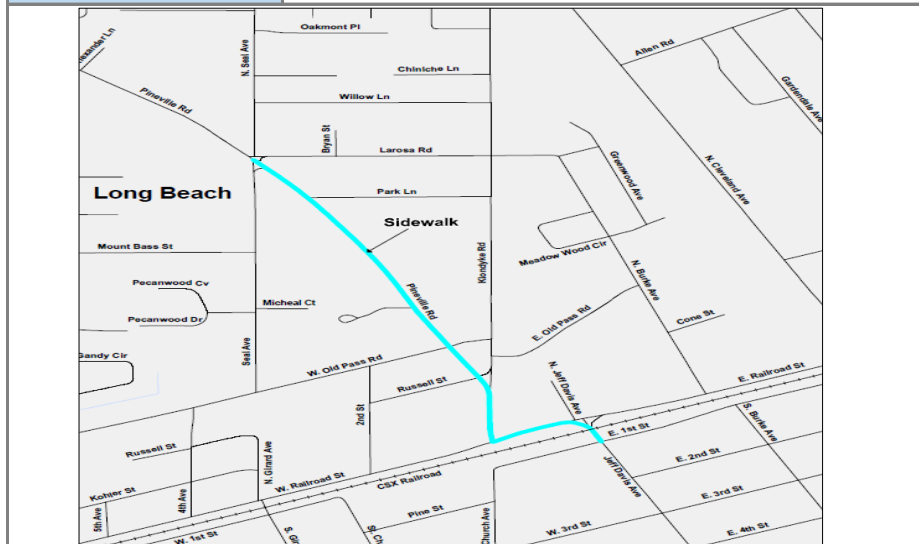 Oakmont Pl
Allen Rd
N. Seal Ave
Chiniche Ln
Gardendale Ave
Pineville Rd
Willow Ln
Bryan St
Larosa Rd
Greenwood Ave
N. Cleveland Ave
Long Beach
Park Ln
Sidewalk
Mount Bass St
Klondyke Rd
Meadow Wood Cir
N. Burke Ave
Pecanwood Cv
Micheal Ct
Pineville Rd
Pecanwood Dr
E. Old Pass Rd
Cone St
Seal Ave
W. Old Pass Rd
Russell St
N. Jeff Davis Ave
E. Railroad St
2nd St
E. 1st St
S. Burke Ave
Russell St
N. Girard Ave
E. 2nd St
W. Railroad St
CSX Railroad
Jeff Davis Ave
Kohler St
4th Ave
5th Ave
E. 3rd St
Pine St
Church Ave
W. 3rd St
E. 4th St
W. 1st St